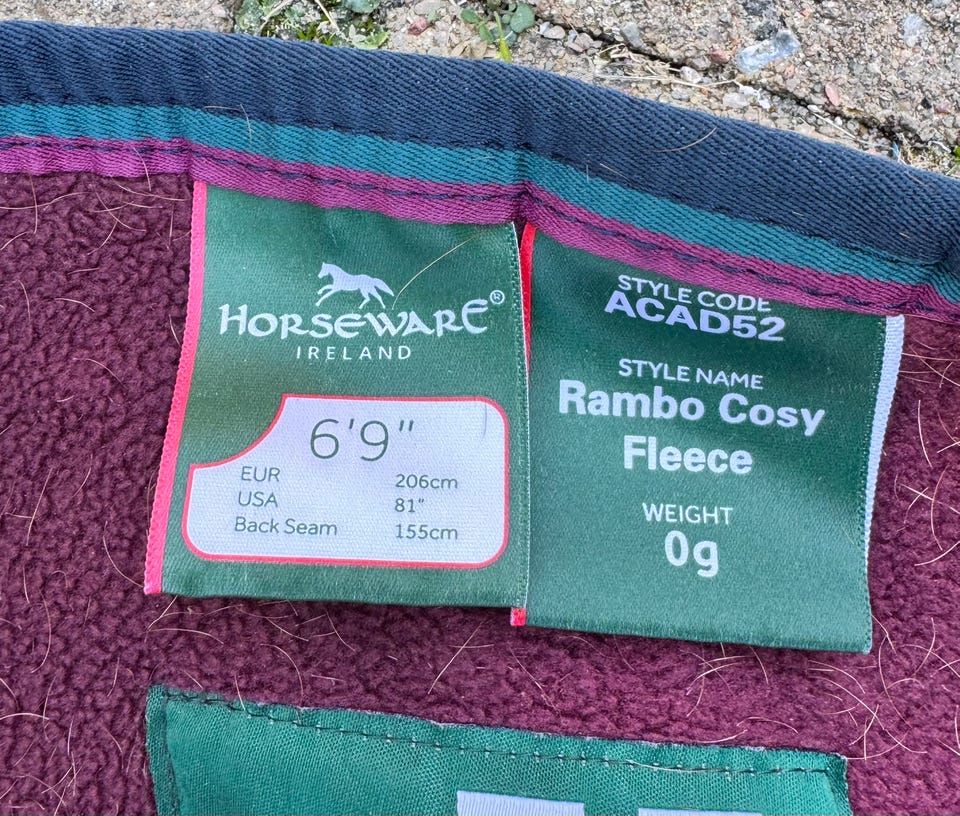 HORSEWARE®
IRELAND
6'9"
EUR 206cm
USA 81"
Back Seam 155cm
STYLE CODE
ACAD52
STYLE NAME
Rambo Cosy
Fleece
WEIGHT
0g